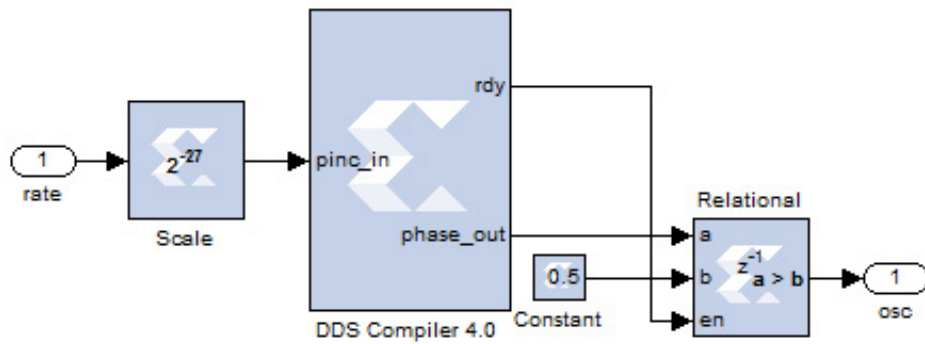 1
rate
2^-27
Scale
pinc_in
rdy
phase_out
DDS Compiler 4.0
0.5
Constant
Relational
a
b
en
z^-1
a > b
1
osc